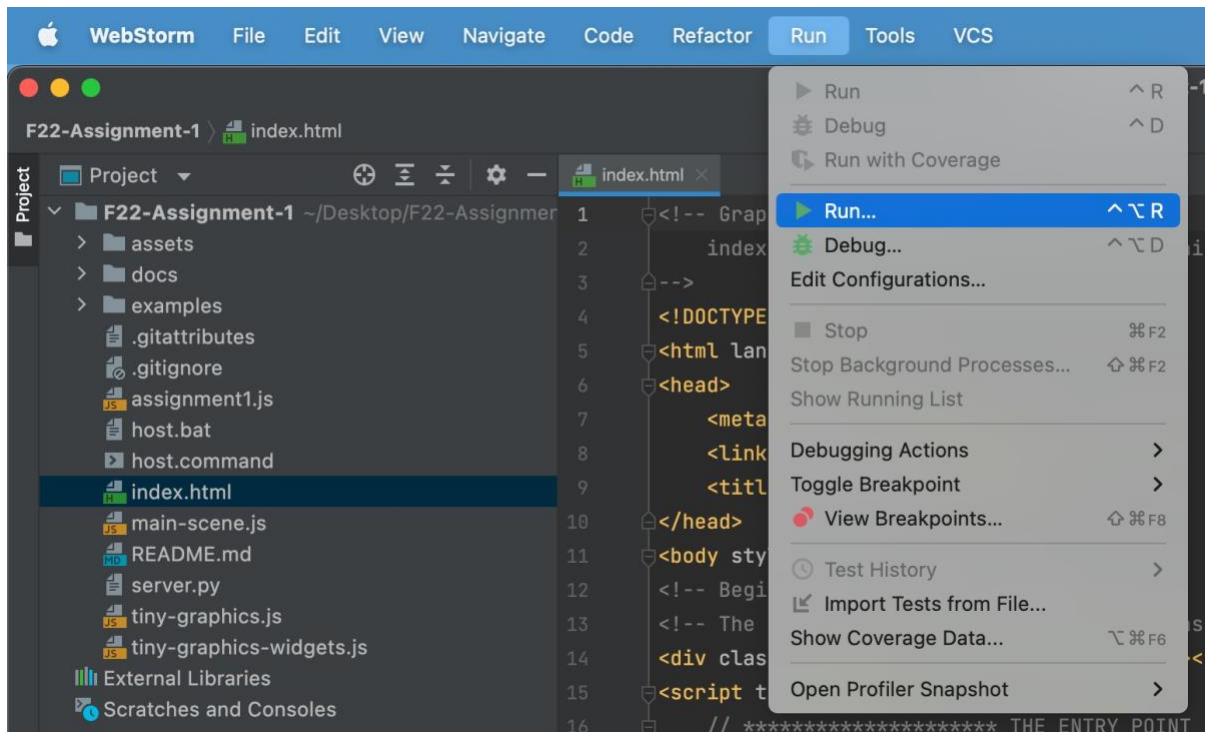 WebStorm File Edit View Navigate Code Refactor Run Tools VCS
F22-Assignment-1 index.html
Project
Project
index.html
F22-Assignment-1 ~/Desktop/F22-Assignmer
assets
docs
examples
.gitattributes
.gitignore
assignment1.js
host.bat
host.command
index.html
main-scene.js
README.md
server.py
tiny-graphics.js
tiny-graphics-widgets.js
External Libraries
Scratches and Consoles
1 <!-- Grap
2 index
3 -->
4 <!DOCTYPE
5 <html lan
6 <head>
7 <meta
8 <link
9 <titl
10 </head>
11 <body sty
12 <!-- Begi
13 <!-- The
14 <div clas
15 <script t
16 // ********************** THE ENTRY POINT
Run ^ R
Debug ^ D
Run with Coverage
Run... ^ ⌥ R
Debug... ^ ⌥ D
Edit Configurations...
Stop ⌘ F2
Stop Background Processes... ⇧ ⌘ F2
Show Running List
Debugging Actions
Toggle Breakpoint
View Breakpoints... ⇧ ⌘ F8
Test History
Import Tests from File...
Show Coverage Data... ⌥ ⌘ F6
Open Profiler Snapshot